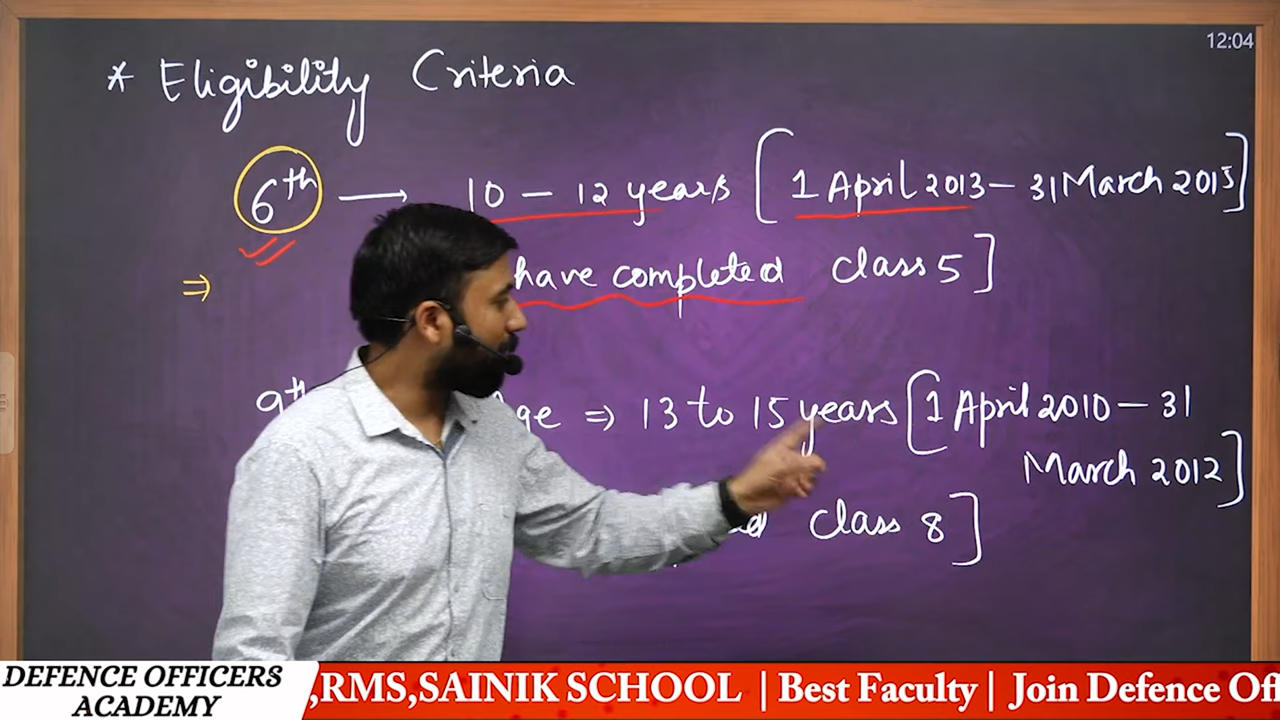 12:04
* Eligibility Criteria
6th → 10 - 12 years [1 April 2013 - 31 March 2015]
⇒ have completed class 5]
9th Age ⇒ 13 to 15 years [1 April 2010 - 31
March 2012]
class 8]
DEFENCE OFFICERS
ACADEMY
,RMS,SAINIK SCHOOL | Best Faculty | Join Defence Off